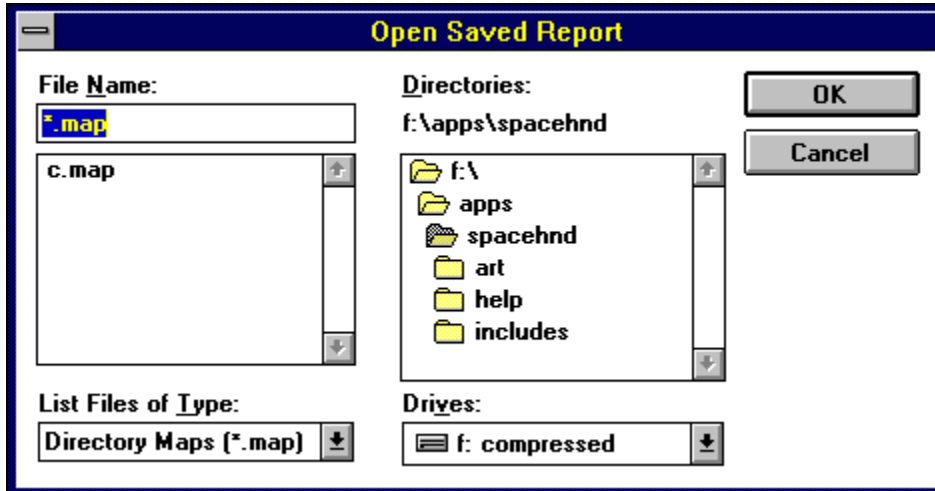 Open Saved Report
File Name:
*.map
c.map
List Files of Type:
Directory Maps (*.map)
Directories:
f:\apps\spacehnd
f:\
apps
spacehnd
art
help
includes
Drives:
f: compressed
OK
Cancel